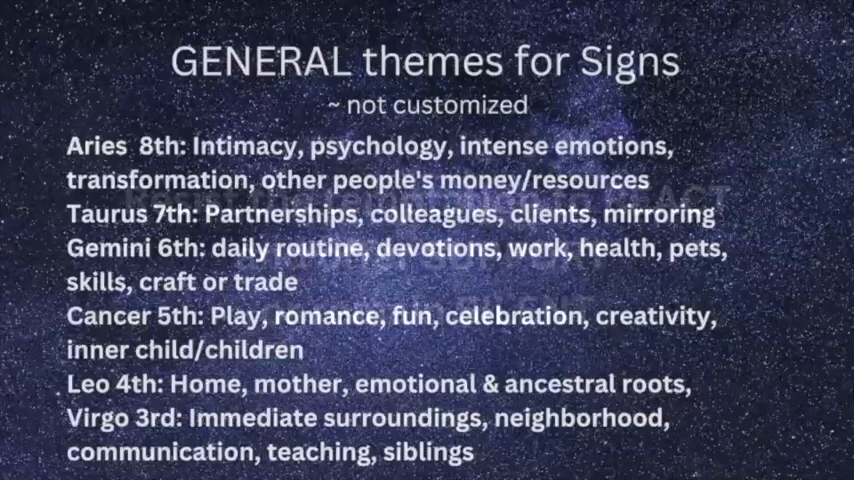 GENERAL themes for Signs
~ not customized
Aries 8th: Intimacy, psychology, intense emotions,
transformation, other people's money/resources
Taurus 7th: Partnerships, colleagues, clients, mirroring
Gemini 6th: daily routine, devotions, work, health, pets,
skills, craft or trade
Cancer 5th: Play, romance, fun, celebration, creativity,
inner child/children
Leo 4th: Home, mother, emotional & ancestral roots,
Virgo 3rd: Immediate surroundings, neighborhood,
communication, teaching, siblings